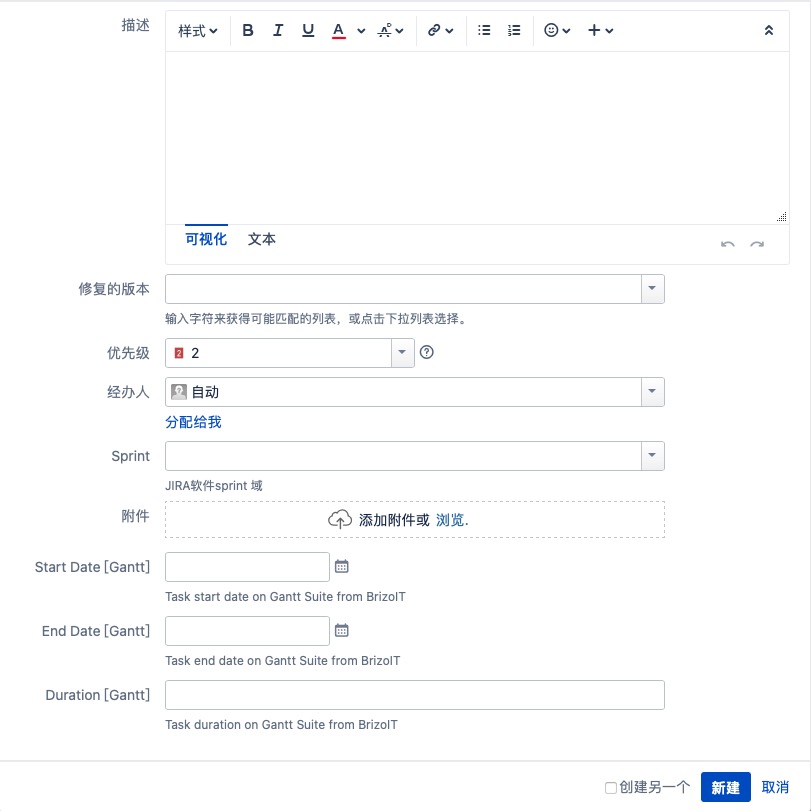 描述
样式 B I U A
可视化 文本
修复的版本
输入字符来获得可能匹配的列表，或点击下拉列表选择。
优先级 2 2
经办人 自动
分配给我
Sprint
JIRA软件sprint 域
附件 添加附件或 浏览.
Start Date [Gantt]
Task start date on Gantt Suite from BrizoIT
End Date [Gantt]
Task end date on Gantt Suite from BrizoIT
Duration [Gantt]
Task duration on Gantt Suite from BrizoIT
创建另一个 新建 取消